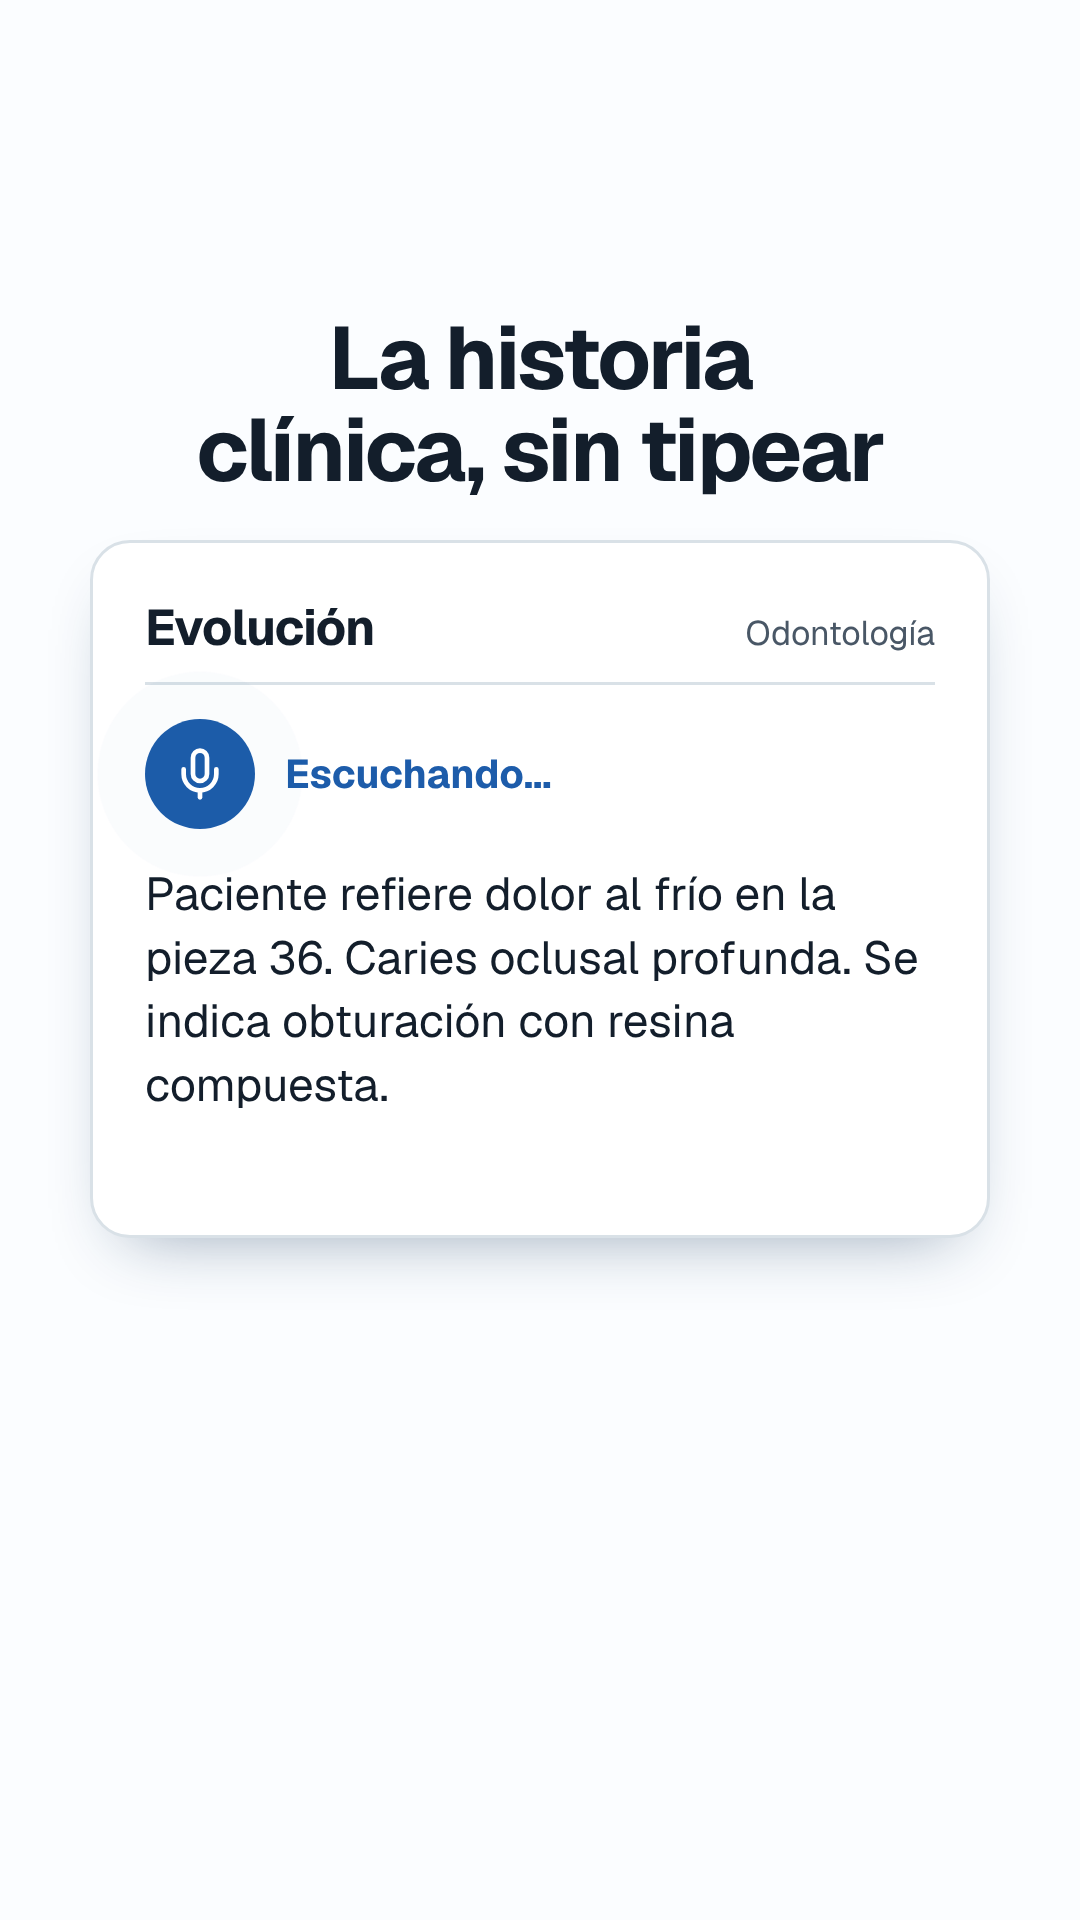 La historia
clínica, sin tipear
Evolución
Odontología
Escuchando...
Paciente refiere dolor al frío en la
pieza 36. Caries oclusal profunda. Se
indica obturación con resina
compuesta.